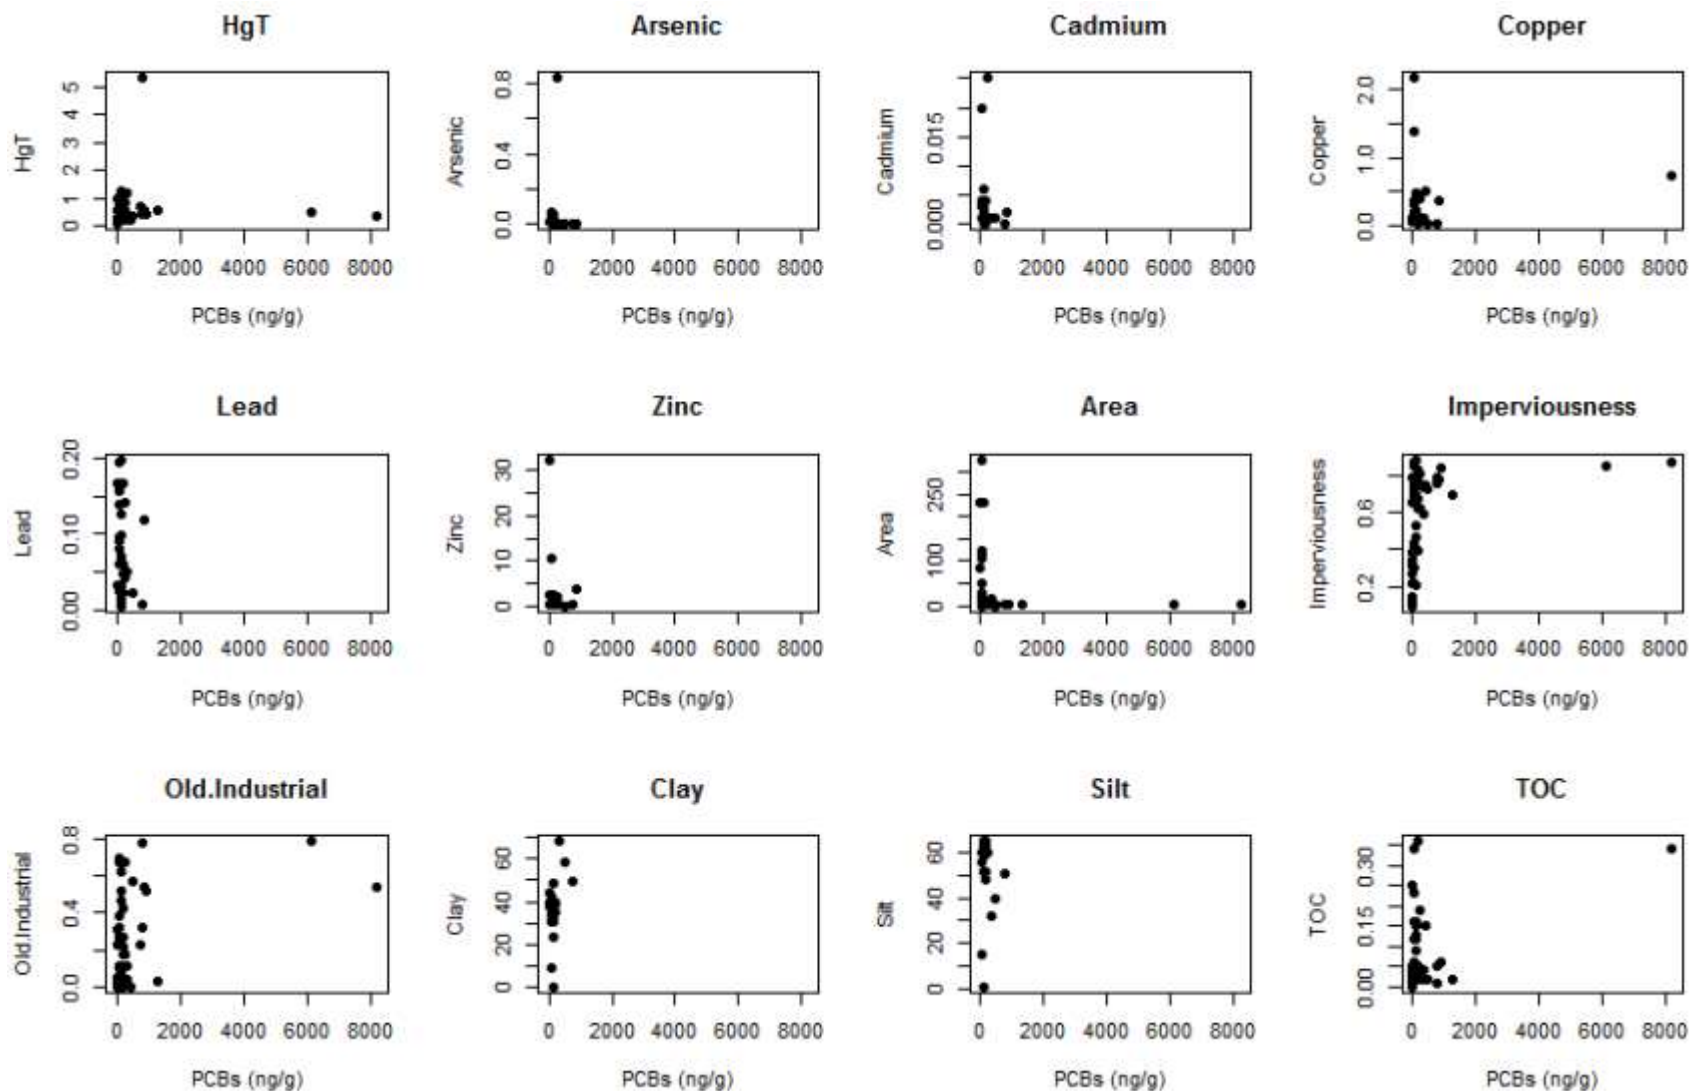 HgT
Arsenic
Cadmium
Copper
HgT
0 1 2 3 4 5
0 2000 4000 6000 8000
PCBs (ng/g)
Arsenic
0.0 0.4 0.8
0 2000 4000 6000 8000
PCBs (ng/g)
Cadmium
0.000 0.015
0 2000 4000 6000 8000
PCBs (ng/g)
Copper
0.0 1.0 2.0
0 2000 4000 6000 8000
PCBs (ng/g)
Lead
Zinc
Area
Imperviousness
Lead
0.00 0.10 0.20
0 2000 4000 6000 8000
PCBs (ng/g)
Zinc
0 10 30
0 2000 4000 6000 8000
PCBs (ng/g)
Area
0 100 250
0 2000 4000 6000 8000
PCBs (ng/g)
Imperviousness
0.2 0.6
0 2000 4000 6000 8000
PCBs (ng/g)
Old.Industrial
Clay
Silt
TOC
Old.Industrial
0.0 0.4 0.8
0 2000 4000 6000 8000
PCBs (ng/g)
Clay
0 20 40 60
0 2000 4000 6000 8000
PCBs (ng/g)
Silt
0 20 40 60
0 2000 4000 6000 8000
PCBs (ng/g)
TOC
0.00 0.15 0.30
0 2000 4000 6000 8000
PCBs (ng/g)